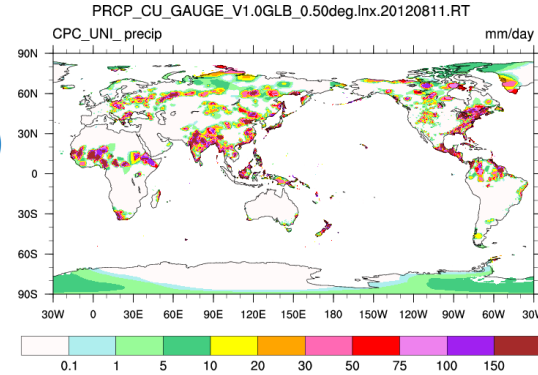 PRCP_CU_GAUGE_V1.0GLB_0.50deg.lnx.20120811.RT
CPC_UNI_ precip mm/day
90N
60N
30N
0
30S
60S
90S
30W 0 30E 60E 90E 120E 150E 180 150W 120W 90W 60W 30W
0.1 1 5 10 20 30 50 75 100 150